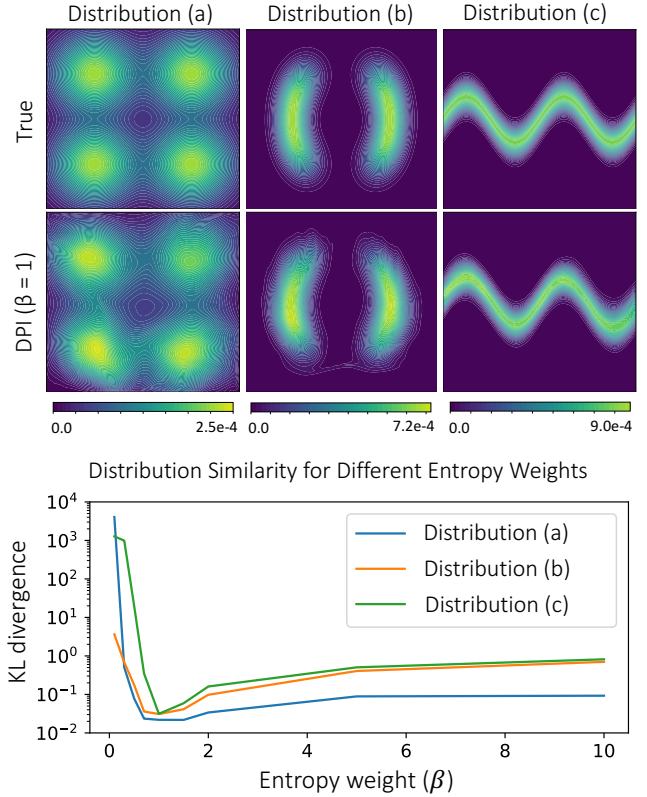 Distribution (a) Distribution (b) Distribution (c)
True
DPI (β = 1)
0.0 2.5e-4 0.0 7.2e-4 0.0 9.0e-4
Distribution Similarity for Different Entropy Weights
KL divergence
10⁴
10³
10²
10¹
10⁰
10⁻¹
10⁻²
Distribution (a)
Distribution (b)
Distribution (c)
0 2 4 6 8 10
Entropy weight (β)